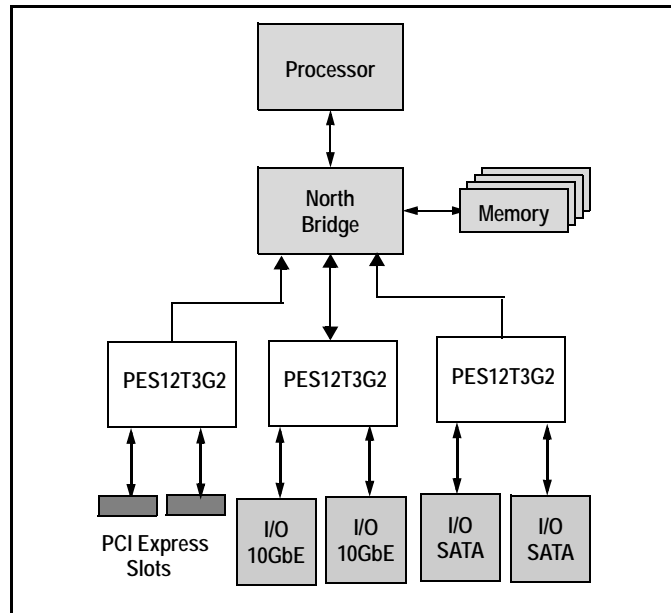 Processor
North
Bridge
Memory
PES12T3G2
PES12T3G2
PES12T3G2
PCI Express
Slots
I/O
10GbE
I/O
10GbE
I/O
SATA
I/O
SATA